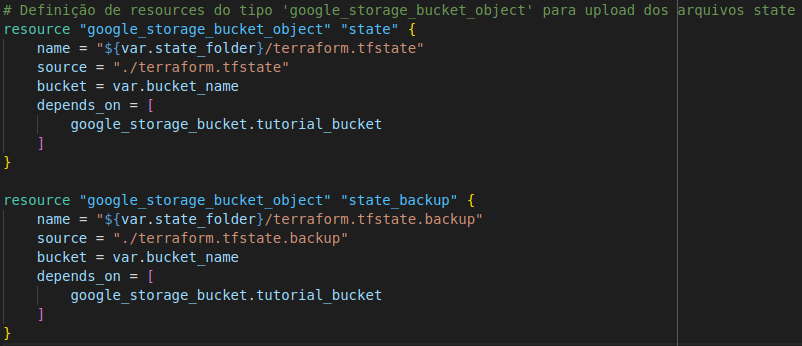 # Definição de resources do tipo 'google_storage_bucket_object' para upload dos arquivos state
resource "google_storage_bucket_object" "state" {
    name = "${var.state_folder}/terraform.tfstate"
    source = "./terraform.tfstate"
    bucket = var.bucket_name
    depends_on = [
        google_storage_bucket.tutorial_bucket
    ]
}

resource "google_storage_bucket_object" "state_backup" {
    name = "${var.state_folder}/terraform.tfstate.backup"
    source = "./terraform.tfstate.backup"
    bucket = var.bucket_name
    depends_on = [
        google_storage_bucket.tutorial_bucket
    ]
}